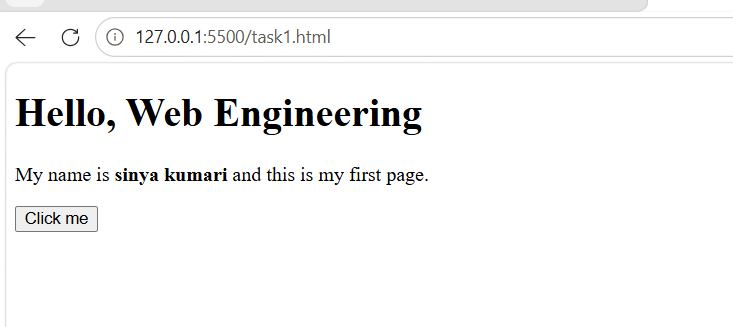 127.0.0.1:5500/task1.html
Hello, Web Engineering
My name is sinya kumari and this is my first page.
Click me